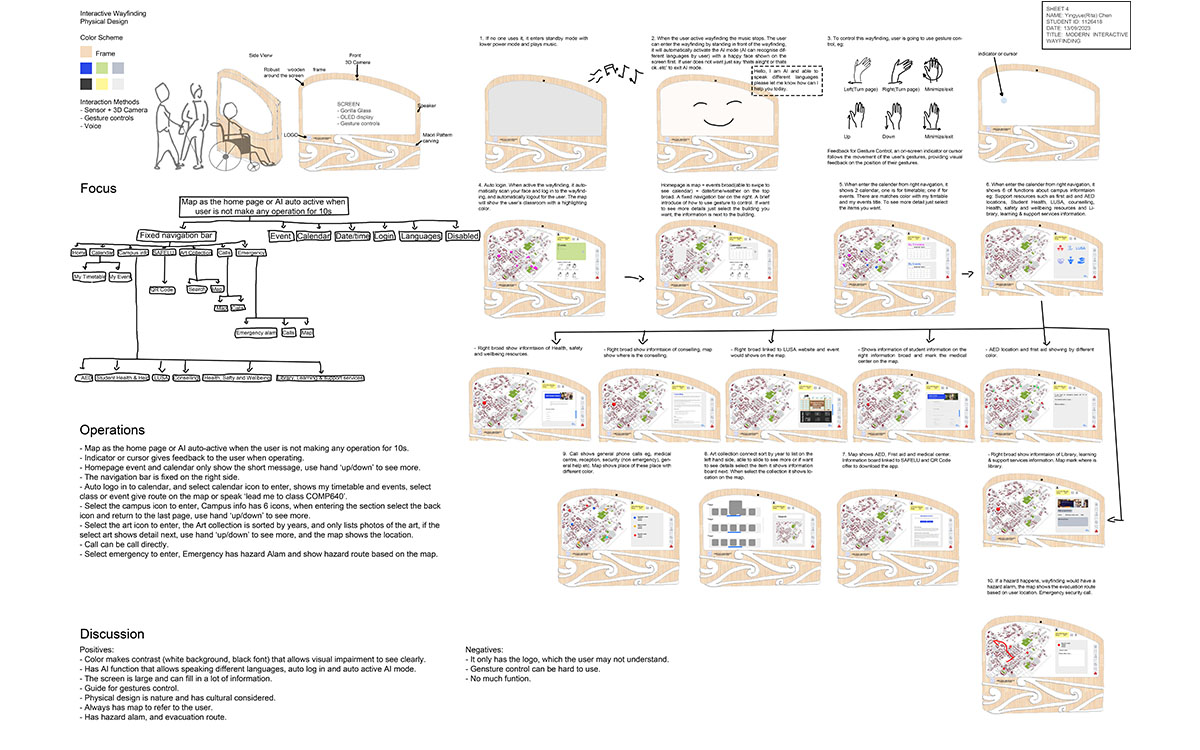 Interactive Wayfinding
Physical Design
Color Scheme
Frame
Interaction Methods
- Sensor + 3D Camera
- Gesture controls
- Voice
Side View
Front
3D Camera
Robust wooden frame
around the screen
SCREEN
- Gorilla Glass
- OLED display
- Gesture controls
Speaker
LOGO
Maori Pattern
carving
SHEET 4
NAME: Yingyue(Rita) Chen
STUDENT ID: 1126418
DATE: 13/09/2023
TITLE: MODERN INTERACTIVE
WAYFINDING
1. If no one uses it, it enters standby mode with
lower power mode and plays music.
2. When the user active wayfinding the music stops. The user
can enter the wayfinding by standing in front of the wayfinding,
it will automatically activate the AI mode (AI can recognise dif-
ferent languages by user) with a happy face shown on the
screen first. If user does not want just say thats alright or thats
ok..etc' to exit AI mode.
Hello, I am AI and able to
speak different languages
please let me know how can i
help you today.
3. To control this wayfinding, user is going to use gesture con-
trol, eg:
Left(Turn page)
Right(Turn page)
Minimize/exit
Up
Down
Minimize/exit
Feedback for Gesture Control, an on-screen indicator or cursor
follows the movement of the user's gestures, providing visual
feedback on the position of their gestures.
indicator or cursor
Focus
Map as the home page or AI auto active when
user is not make any operation for 10s
Fixed navigation bar
Event
Calendar
Date/time
Login
Languages
Disabled
Home
Calendar
Campus info
SAFELU
Art Collection
Calls
Emergency
My Timetable
My Event
QR Code
Search
Map
Map
Calls
Emergency alam
Calls
Map
AED
Student Health & Help
LUSA
Conselling
Health, Safty and Wellbeing
Library, Learning & Support services
4. Auto login. When active the wayfinding, it auto-
matically scan your face and log in to the wayfind-
ing, and automatically logout for the user. The map
will show the user's classroom with a highlighting
color.
Homepage is map + events broad(able to swipe to
see calendar) + date/time/weather on the top
broad. A fixed navigation bar on the right. A brief
introduce of how to use gesture to control. If want
to see more details just select the building you
want, the information is next to the building.
5. When enter the calendar from right navigation, it
shows 2 calendar, one is for timetable, one if for
events. There are matches color with my timtable
and my events title. To see more detail just select
the items you want.
6. When enter the calendar from right navigation, it
shows 6 of functions about campus informtaion
eg: Support resources such as first aid and AED
locations, Student Health, LUSA, counselling,
Health, safety and wellbeing resources and Li-
brary, learning & support services information.
- Right broad show informtaion of Health, safety
and wellbeing resources.
- Right broad show informtaion of conselling, map
show where is the conselling.
- Right broad linked to LUSA website and event
would shows on the map.
- Shows information of student information on the
right information broad and mark the medical
center on the map.
- AED location and frist aid showing by different
color.
Operations
- Map as the home page or AI auto-active when the user is not making any operation for 10s.
- Indicator or cursor gives feedback to the user when operating.
- Homepage event and calendar only show the short message, use hand 'up/down' to see more.
- The navigation bar is fixed on the right side.
- Auto logo in to calendar, and select calendar icon to enter, shows my timetable and events, select
class or event give route on the map or speak 'lead me to class COMP640'.
- Select the campus icon to enter, Campus info has 6 icons, when entering the section select the back
icon and return to the last page, use hand 'up/down' to see more.
- Select the art icon to enter, the Art collection is sorted by years, and only lists photos of the art, if the
select art shows detail next, use hand 'up/down' to see more, and the map shows the location.
- Call can be call directly.
- Select emergency to enter, Emergency has hazard Alam and show hazard route based on the map.
9. Call shows general phone calls eg, medical
centre, reception, security (non emergency), gen-
eral help etc. Map shows place of these place with
different color.
8. Art collection connect sort by year to list on the
left hand side, able to slide to see more or if want
to see details select the item it shows information
board next. When select the collection it shows lo-
cation on the map.
7. Map shows AED, First aid and medical center.
Information board linked to SAFELU and QR Code
offer to download the app.
- Right broad show information of Library, learning
& support services information. Map mark where is
library.
10. If a hazard happens, wayfinding would have a
hazard alarm, the map shows the evacuation route
based on user location. Emergency security call.
Discussion
Positives:
- Color makes contrast (white background, black font) that allows visual impairment to see clearly.
- Has AI function that allows speaking different languages, auto log in and auto active AI mode.
- The screen is large and can fill in a lot of information.
- Guide for gestures control.
- Physical design is nature and has cultural considered.
- Always has map to refer to the user.
- Has hazard alam, and evacuation route.
Negatives:
- It only has the logo, which the user may not understand.
- Gensture control can be hard to use.
- No much funtion.